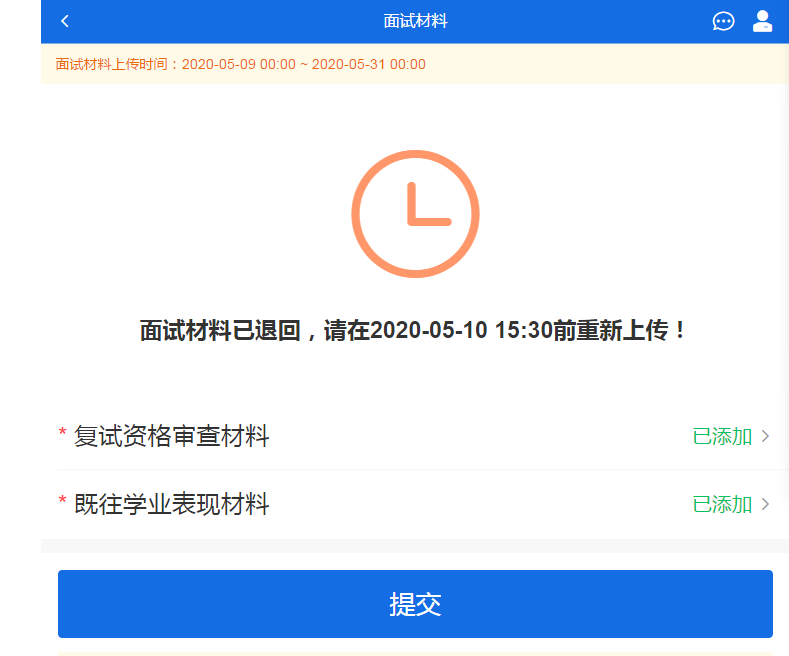 面试材料
面试材料上传时间：2020-05-09 00:00 ~ 2020-05-31 00:00
面试材料已退回，请在2020-05-10 15:30前重新上传！
* 复试资格审查材料 已添加
* 既往学业表现材料 已添加
提交